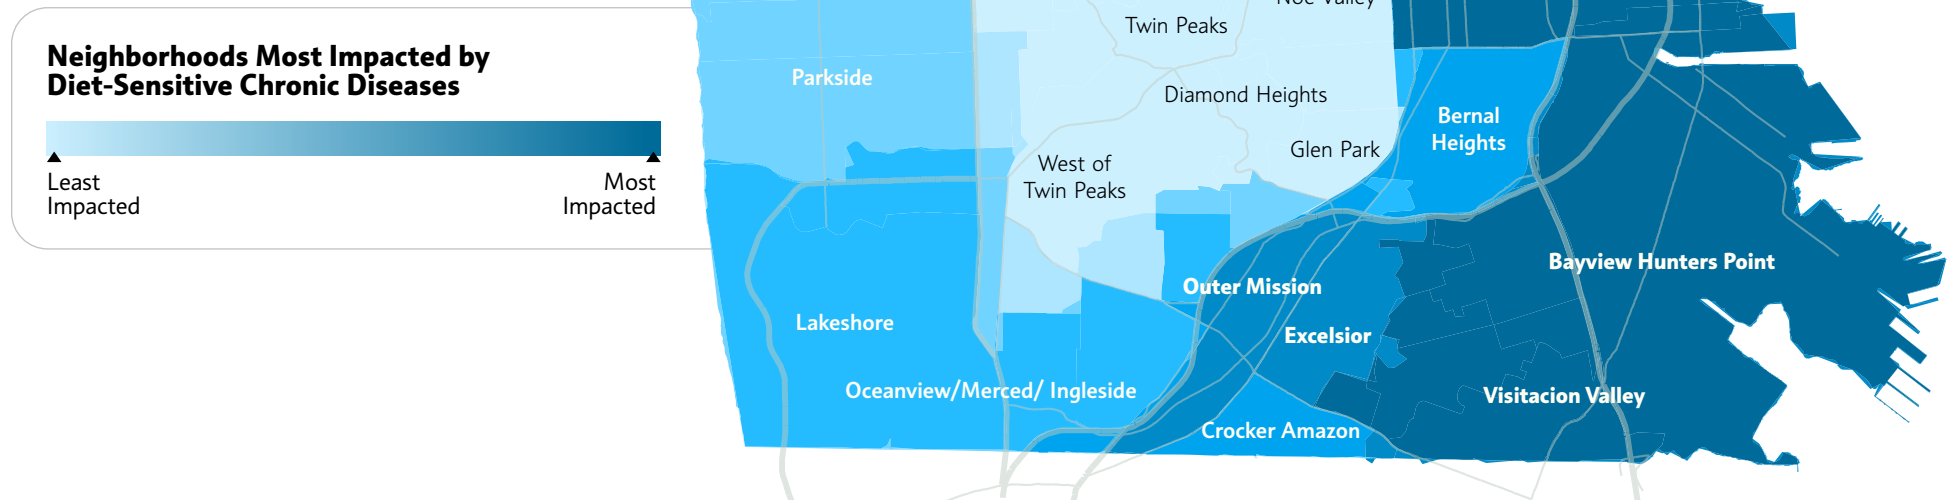 Noe Valley
Twin Peaks
Neighborhoods Most Impacted by
Diet-Sensitive Chronic Diseases
Parkside
Diamond Heights
Bernal
Heights
Glen Park
West of
Twin Peaks
Least
Impacted
Most
Impacted
Bayview Hunters Point
Outer Mission
Lakeshore
Excelsior
Oceanview/Merced/ Ingleside
Visitacion Valley
Crocker Amazon